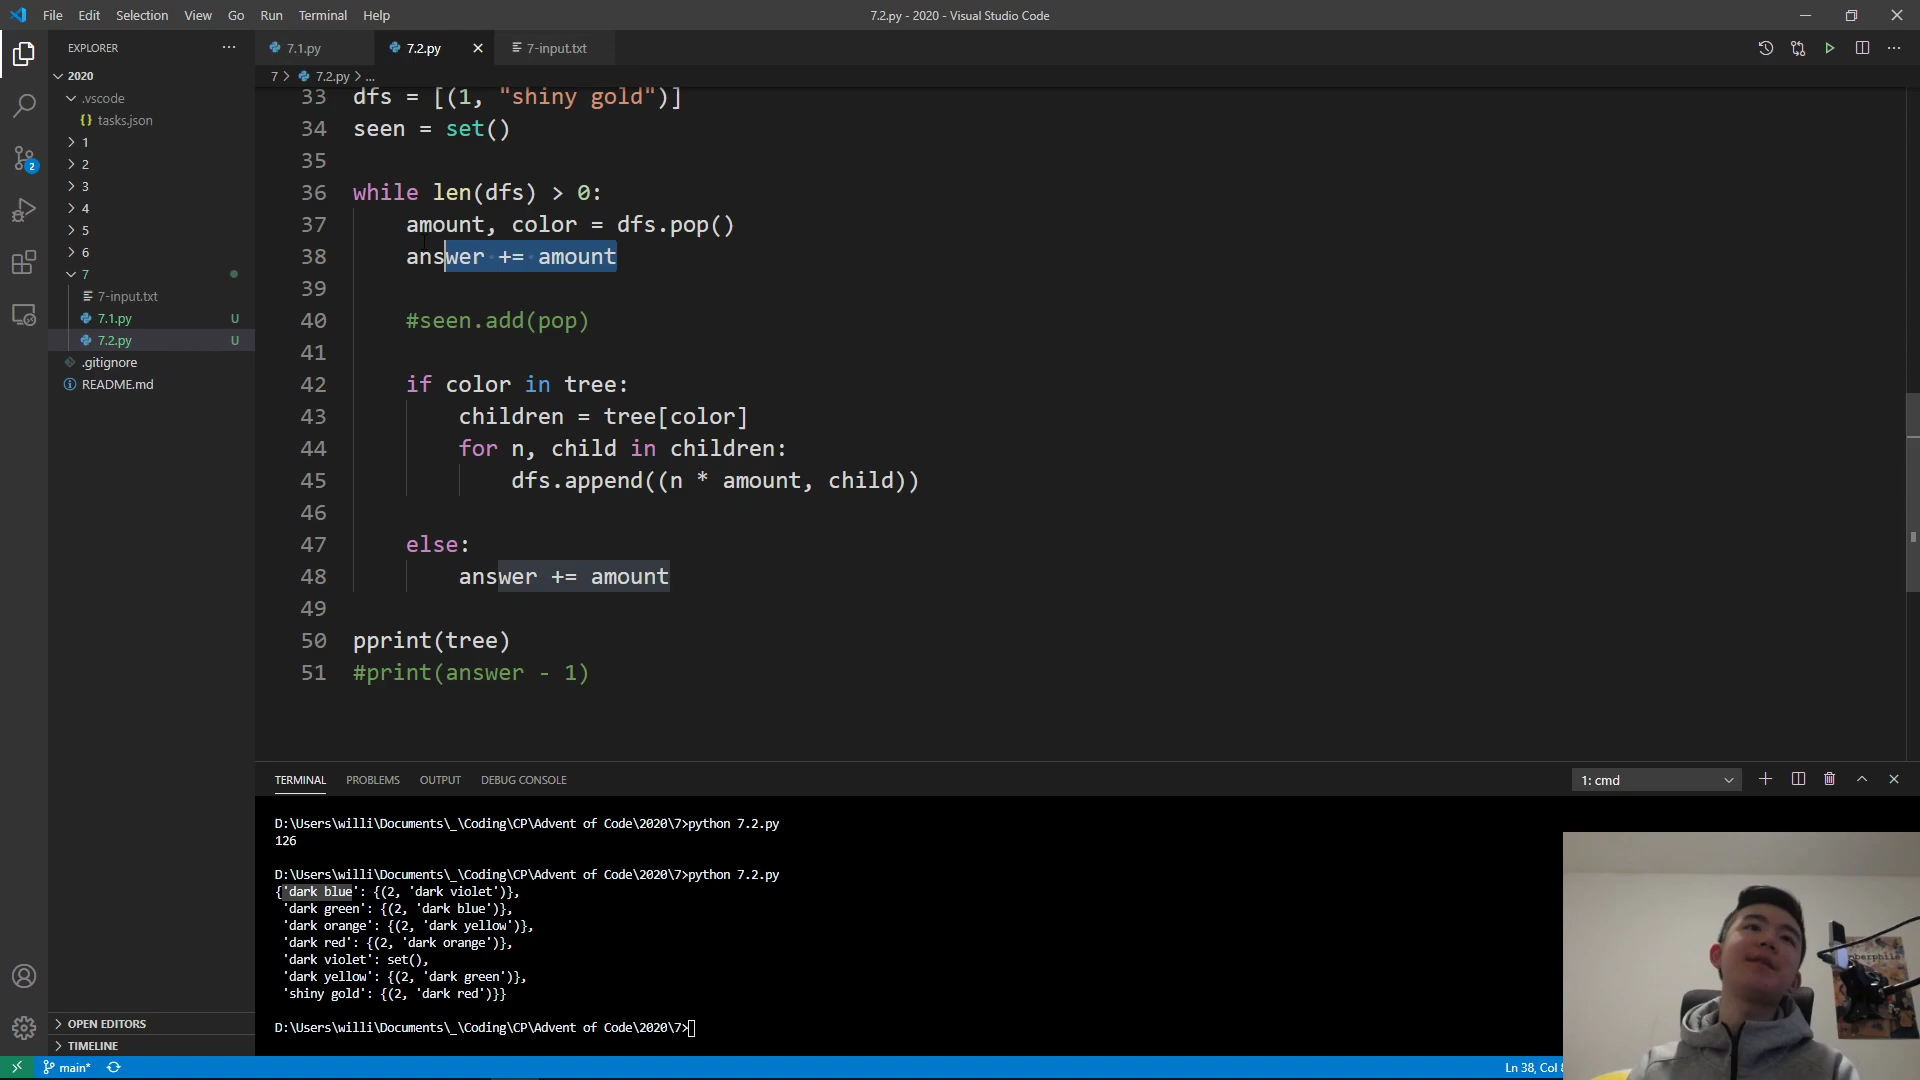 File Edit Selection View Go Run Terminal Help
7.2.py - 2020 - Visual Studio Code
EXPLORER
7.1.py
7.2.py
7-input.txt
2020
7 > 7.2.py > ...
.vscode
{} tasks.json
1
2
3
4
5
6
7
7-input.txt
7.1.py U
7.2.py U
.gitignore
README.md
2
33 dfs = [(1, "shiny gold")]
34 seen = set()
35
36 while len(dfs) > 0:
37 amount, color = dfs.pop()
38 answer += amount
39
40 #seen.add(pop)
41
42 if color in tree:
43 children = tree[color]
44 for n, child in children:
45 dfs.append((n * amount, child))
46
47 else:
48 answer += amount
49
50 pprint(tree)
51 #print(answer - 1)
TERMINAL PROBLEMS OUTPUT DEBUG CONSOLE
1: cmd
D:\Users\willi\Documents\_\Coding\CP\Advent of Code\2020\7>python 7.2.py
126
D:\Users\willi\Documents\_\Coding\CP\Advent of Code\2020\7>python 7.2.py
{'dark blue': {(2, 'dark violet')},
'dark green': {(2, 'dark blue')},
'dark orange': {(2, 'dark yellow')},
'dark red': {(2, 'dark orange')},
'dark violet': set(),
'dark yellow': {(2, 'dark green')},
'shiny gold': {(2, 'dark red')}}
D:\Users\willi\Documents\_\Coding\CP\Advent of Code\2020\7>
OPEN EDITORS
TIMELINE
main*
Ln 38, Col